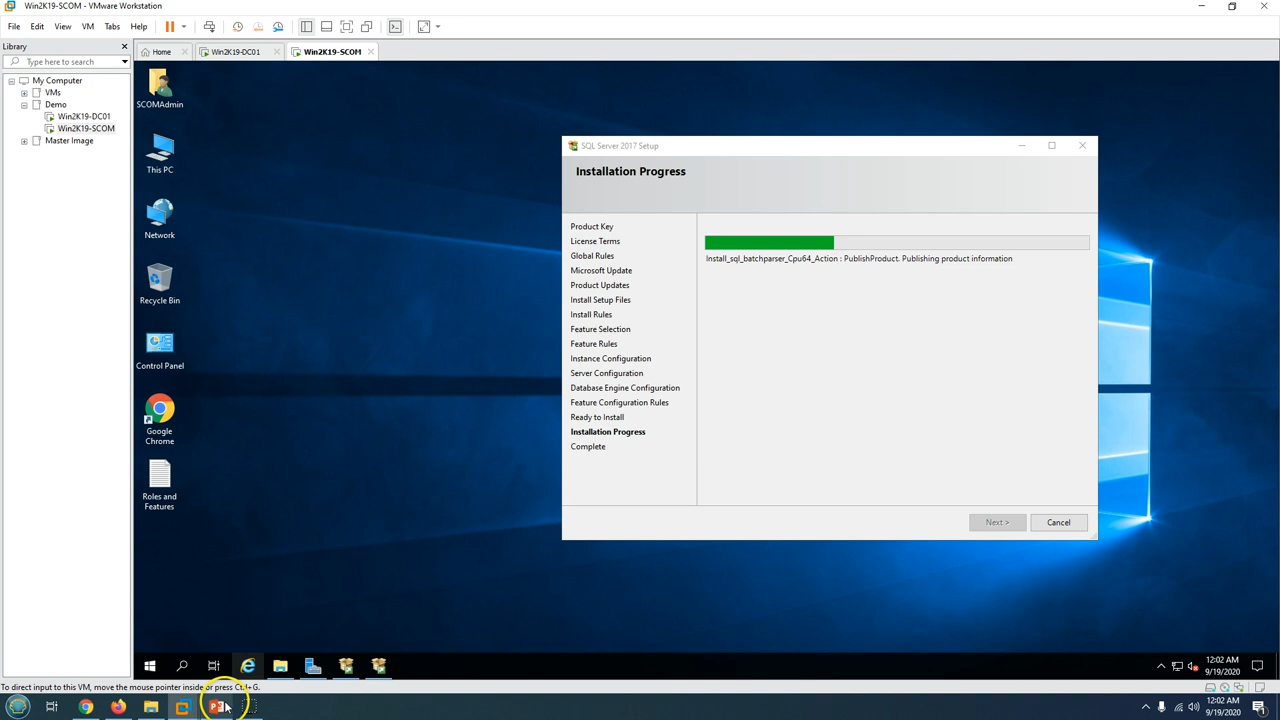 Win2K19-SCOM - VMware Workstation
File Edit View VM Tabs Help
Library
Type here to search
My Computer
VMs
Demo
Win2K19-DC01
Win2K19-SCOM
Master Image
Home
Win2K19-DC01
Win2K19-SCOM
SCOMAdmin
This PC
Network
Recycle Bin
Control Panel
Google
Chrome
Roles and
Features
SQL Server 2017 Setup
Installation Progress
Product Key
License Terms
Global Rules
Microsoft Update
Product Updates
Install Setup Files
Install Rules
Feature Selection
Feature Rules
Instance Configuration
Server Configuration
Database Engine Configuration
Feature Configuration Rules
Ready to Install
Installation Progress
Complete
Install_sql_batchparser_Cpu64_Action : PublishProduct. Publishing product information
Next >
Cancel
12:02 AM
9/19/2020
To direct input to this VM, move the mouse pointer inside or press Ctrl+G.
12:02 AM
9/19/2020